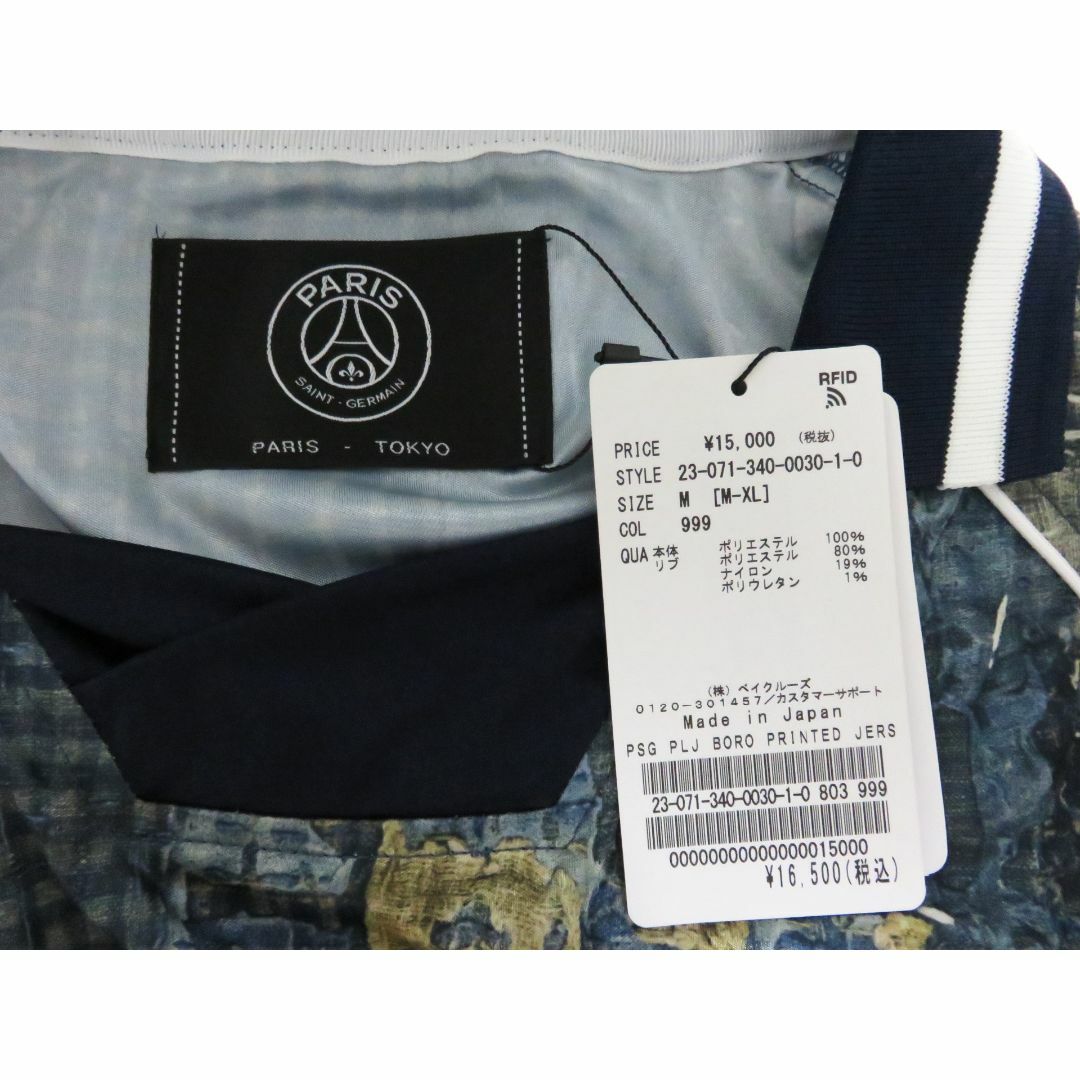 PARIS
SAINT-GERMAIN
PARIS - TOKYO
RFID
PRICE ¥15,000 (税抜)
STYLE 23-071-340-0030-1-0
SIZE M [M-XL]
COL 999
QUA 本体 ポリエステル 100%
リブ ポリエステル 80%
ナイロン 19%
ポリウレタン 1%
(株) ベイクルーズ
0120-301457/カスタマーサポート
Made in Japan
PSG PLJ BORO PRINTED JERS
23-071-340-0030-1-0 803 999
00000000000000015000
¥16,500(税込)